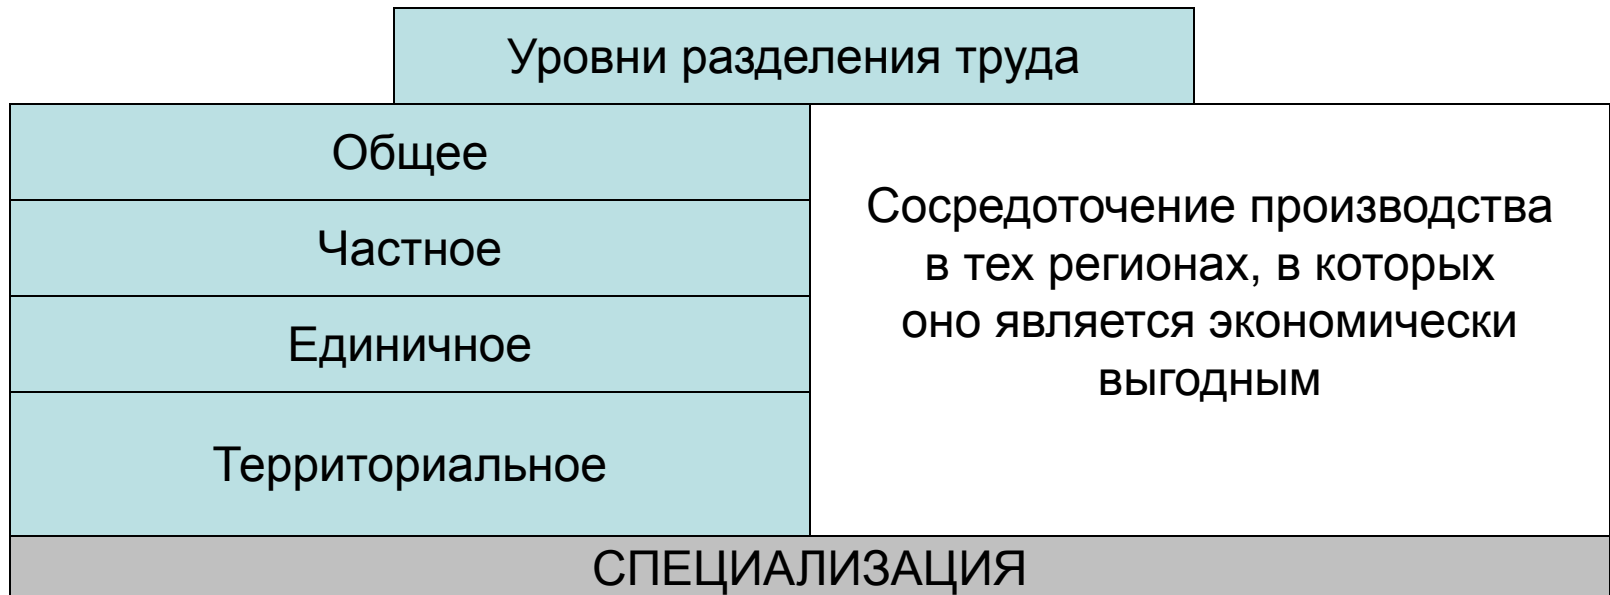 Уровни разделения труда
Общее
Частное
Единичное
Территориальное
Сосредоточение производства
в тех регионах, в которых
оно является экономически
выгодным
СПЕЦИАЛИЗАЦИЯ